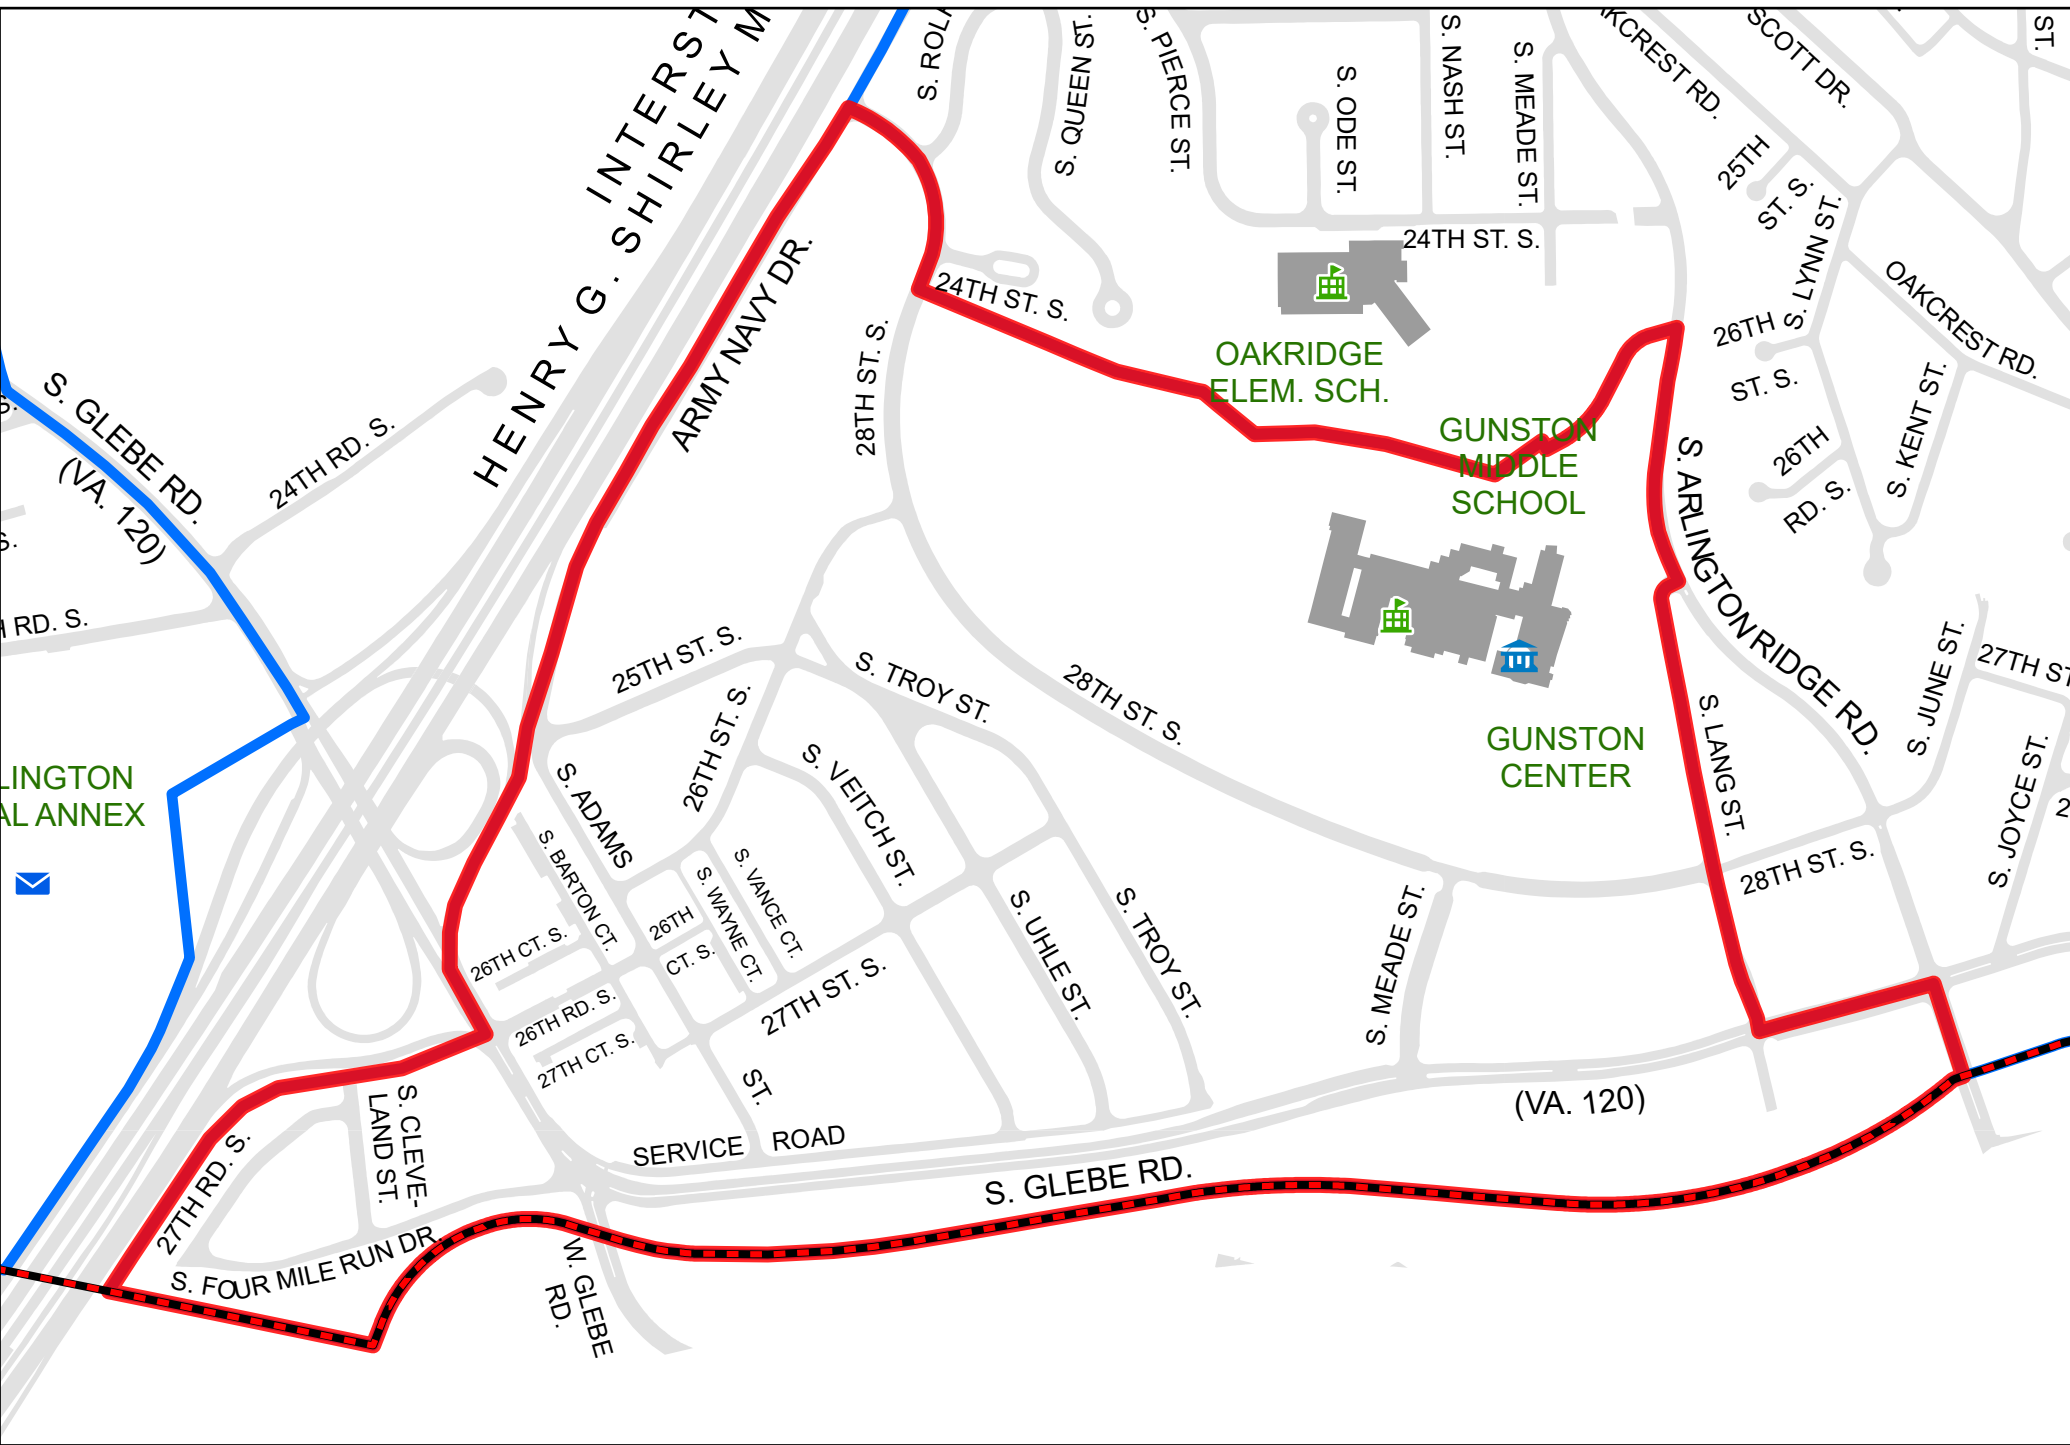 INTERST
HENRY G. SHIRLEY M
S. QUEEN ST.
S. PIERCE ST.
S. ODE ST.
S. NASH ST.
S. MEADE ST.
SCOTT DR.
ST.
25TH
ST. S.
S. LYNN ST.
24TH ST. S.
OAKCREST RD.
26TH
ST. S.
S. KENT ST.
26TH
RD. S.
ARMY NAVY DR.
24TH ST. S.
28TH ST. S.
OAKRIDGE
ELEM. SCH.
GUNSTON
MIDDLE
SCHOOL
S. GLEBE RD.
(VA. 120)
24TH RD. S.
RD. S.
S. ARLINGTON RIDGE RD.
25TH ST. S.
S. TROY ST.
28TH ST. S.
26TH ST. S.
S. VEITCH ST.
S. JUNE ST.
27TH ST
S. LANG ST.
S. JOYCE ST.
GUNSTON
CENTER
LINGTON
AL ANNEX
S. ADAMS
S. BARTON CT.
S. VANCE CT.
S. WAYNE CT.
26TH
CT. S.
26TH CT. S.
26TH RD. S.
27TH CT. S.
27TH ST. S.
S. UHLE ST.
S. TROY ST.
S. MEADE ST.
28TH ST. S.
ST.
S. CLEVE-
LAND ST.
27TH RD. S.
SERVICE ROAD
(VA. 120)
S. GLEBE RD.
S. FOUR MILE RUN DR.
W. GLEBE
RD.